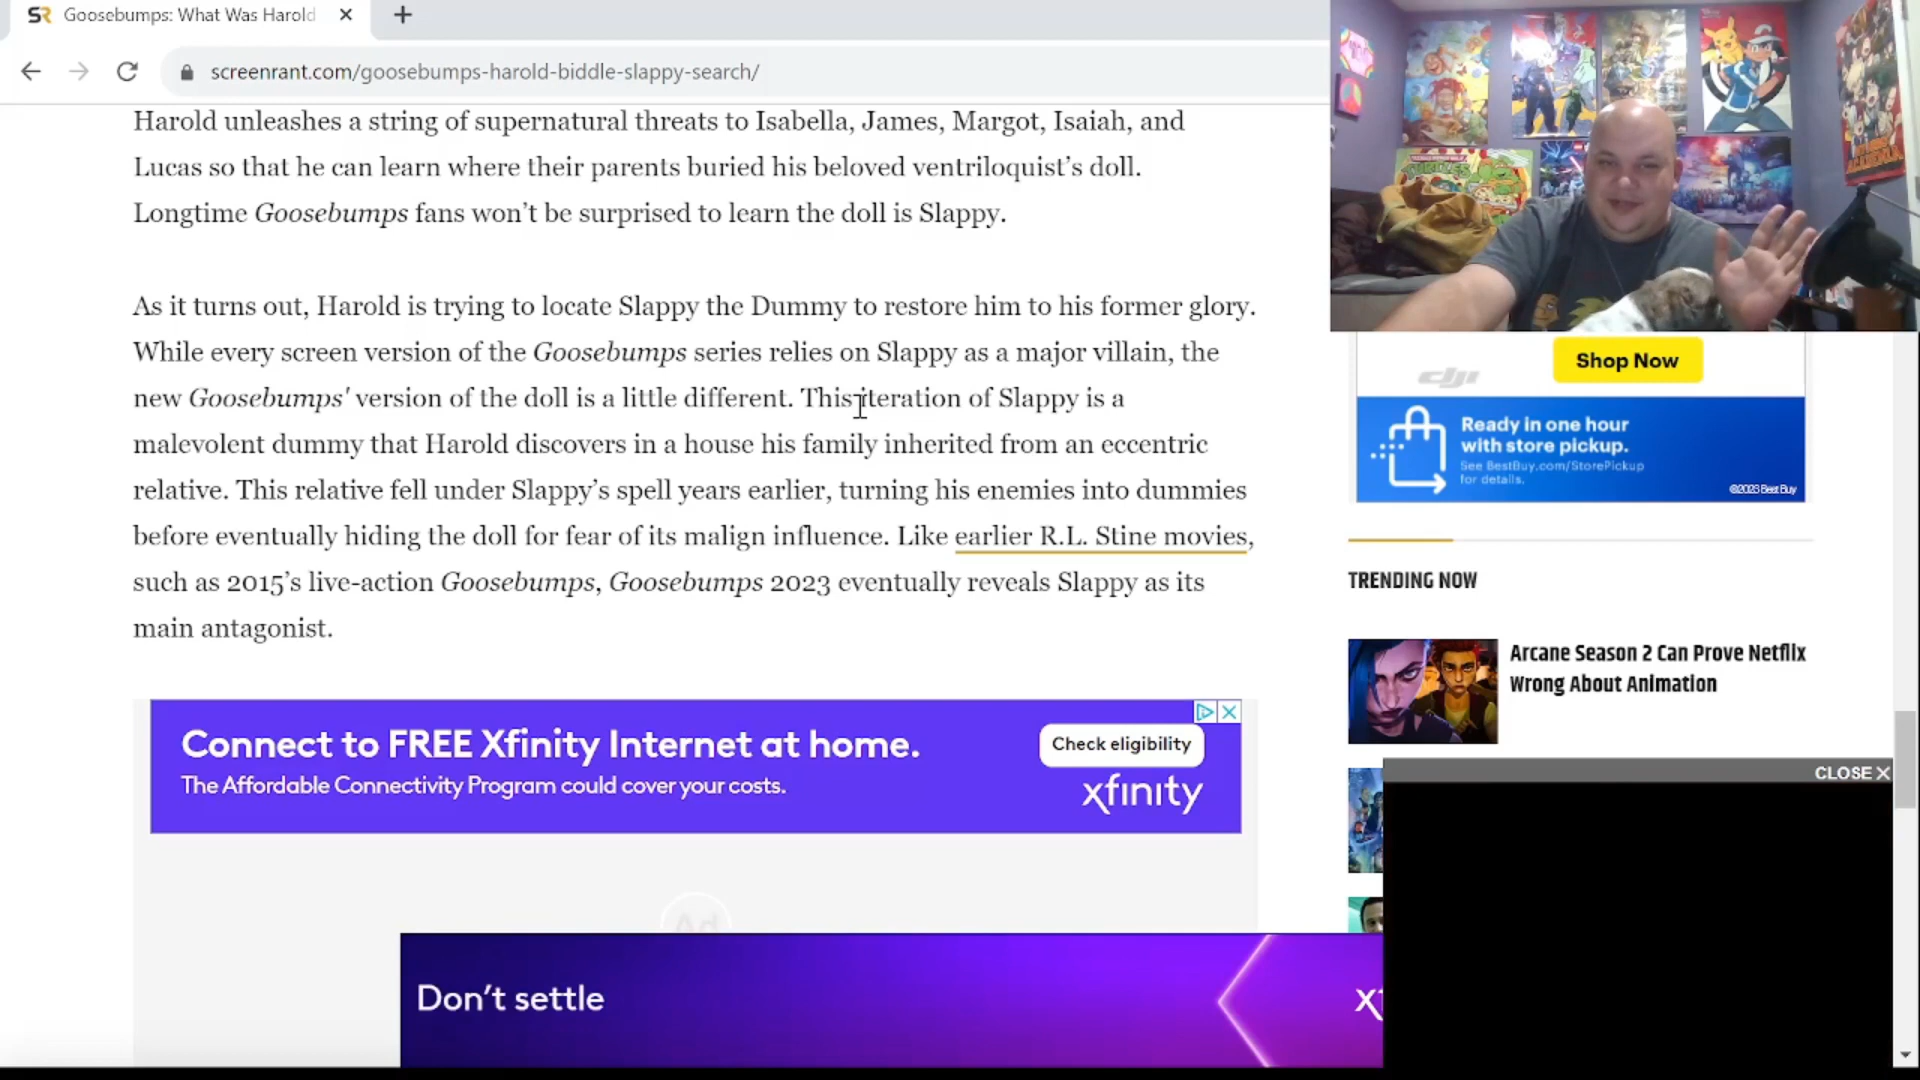 SR Goosebumps: What Was Harold
screenrant.com/goosebumps-harold-biddle-slappy-search/
Harold unleashes a string of supernatural threats to Isabella, James, Margot, Isaiah, and
Lucas so that he can learn where their parents buried his beloved ventriloquist’s doll.
Longtime Goosebumps fans won’t be surprised to learn the doll is Slappy.
As it turns out, Harold is trying to locate Slappy the Dummy to restore him to his former glory.
While every screen version of the Goosebumps series relies on Slappy as a major villain, the
new Goosebumps' version of the doll is a little different. This iteration of Slappy is a
malevolent dummy that Harold discovers in a house his family inherited from an eccentric
relative. This relative fell under Slappy’s spell years earlier, turning his enemies into dummies
before eventually hiding the doll for fear of its malign influence. Like earlier R.L. Stine movies,
such as 2015’s live-action Goosebumps, Goosebumps 2023 eventually reveals Slappy as its
main antagonist.
Connect to FREE Xfinity Internet at home.
The Affordable Connectivity Program could cover your costs.
Check eligibility
xfinity
Ad
Don’t settle
dji
Shop Now
Ready in one hour
with store pickup.
See BestBuy.com/StorePickup
for details.
©2023 Best Buy
TRENDING NOW
Arcane Season 2 Can Prove Netflix
Wrong About Animation
CLOSE